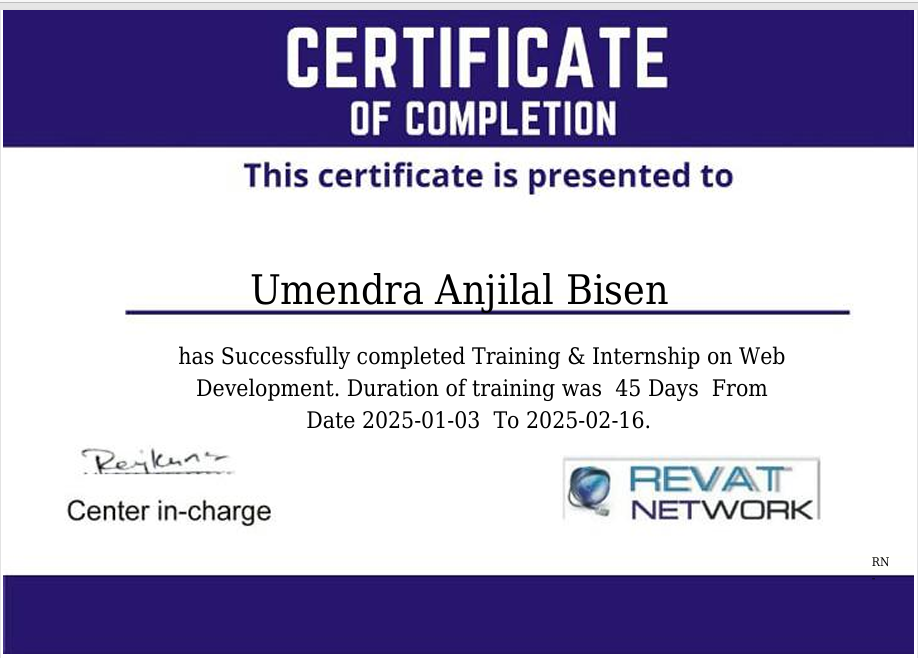 CERTIFICATE
OF COMPLETION
This certificate is presented to
Umendra Anjilal Bisen
has Successfully completed Training & Internship on Web
Development. Duration of training was 45 Days From
Date 2025-01-03 To 2025-02-16.
Center in-charge
REVAT
NETWORK
RN